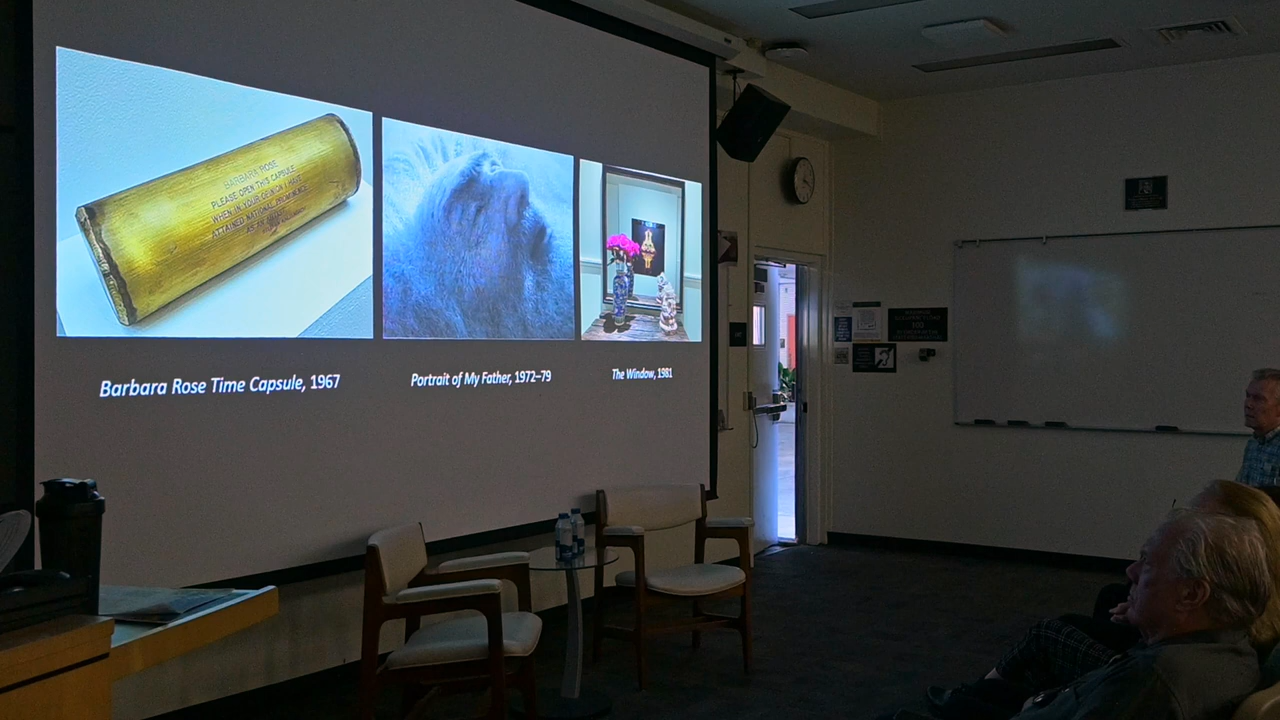 BARBARA ROSE
PLEASE OPEN THIS CAPSULE
WHEN IN YOUR OPINION I HAVE
ATTAINED NATIONAL PROMINENCE
Barbara Rose Time Capsule, 1967
Portrait of My Father, 1972–79
The Window, 1981
103